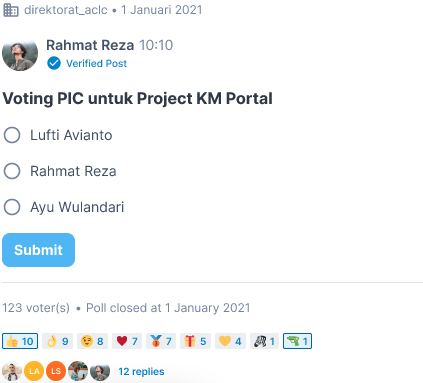 direktorat_aclc • 1 Januari 2021
Rahmat Reza 10:10
Verified Post
Voting PIC untuk Project KM Portal
Lufti Avianto
Rahmat Reza
Ayu Wulandari
Submit
123 voter(s) • Poll closed at 1 January 2021
10 9 8 7 7 5 4 1 1
LA LS 12 replies